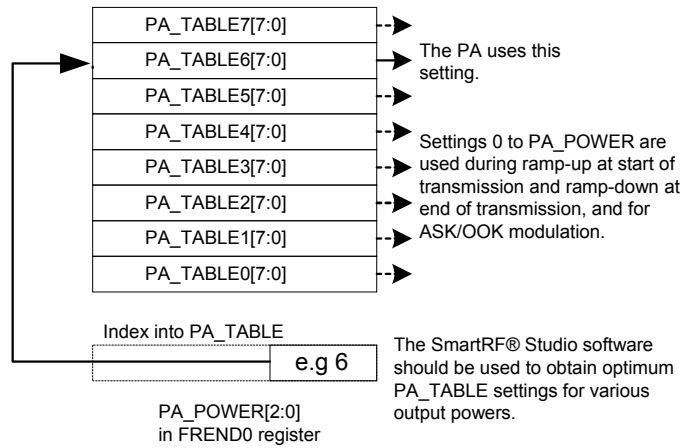 PA_TABLE7[7:0]
PA_TABLE6[7:0]
The PA uses this
setting.
PA_TABLE5[7:0]
PA_TABLE4[7:0]
PA_TABLE3[7:0]
PA_TABLE2[7:0]
PA_TABLE1[7:0]
PA_TABLE0[7:0]
Settings 0 to PA_POWER are
used during ramp-up at start of
transmission and ramp-down at
end of transmission, and for
ASK/OOK modulation.
Index into PA_TABLE
e.g 6
PA_POWER[2:0]
in FREND0 register
The SmartRF® Studio software
should be used to obtain optimum
PA_TABLE settings for various
output powers.